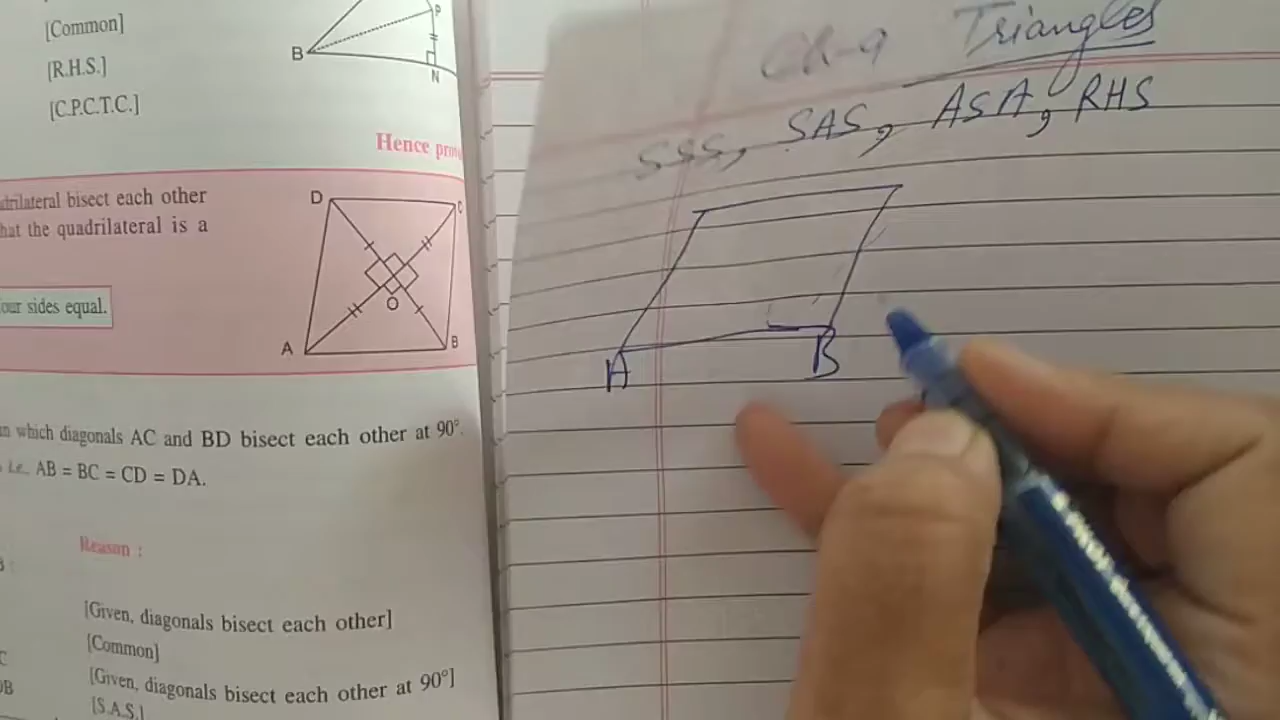 [Common]
[R.H.S.]
[C.P.C.T.C.]
B
P
N
Hence
bisect each other
hat the quadrilateral is a
D
C
O
A
B
our sides equal.
in which diagonals AC and BD bisect each other at 90°.
i.e., AB = BC = CD = DA.
Reason :
[Given, diagonals bisect each other]
[Common]
[Given, diagonals bisect each other at 90°]
[S.A.S.]
Ch-9 Triangles
SSS, SAS, ASA, RHS
A
B